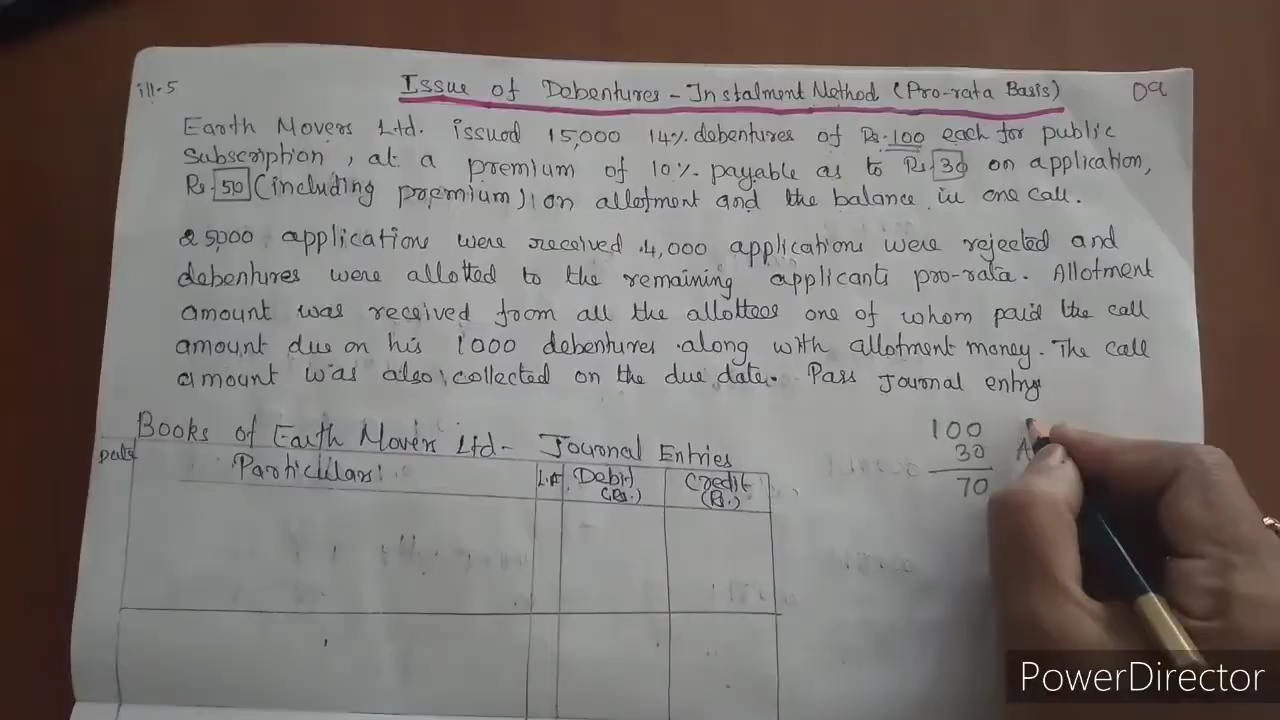 ill-5
Issue of Debentures - Instalment Method (Pro-rata Basis)
09
Earth Movers Ltd. issued 15,000 14% debentures of Rs.100 each for public
subscription, at a premium of 10% payable as to Rs 30 on application,
Rs. 50 (including premium) on allotment and the balance in one call.
25,000 applications were received 4,000 applications were rejected and
debentures were allotted to the remaining applicants pro-rata. Allotment
amount was received from all the allottees one of whom paid the call
amount due on his 1000 debentures along with allotment money. The call
amount was also collected on the due date. Pass Journal entry
Books of Earth Movers Ltd - Journal Entries
Date Particulars L.F Debit (Rs.) Credit (Rs.)
100
30 A
70
PowerDirector